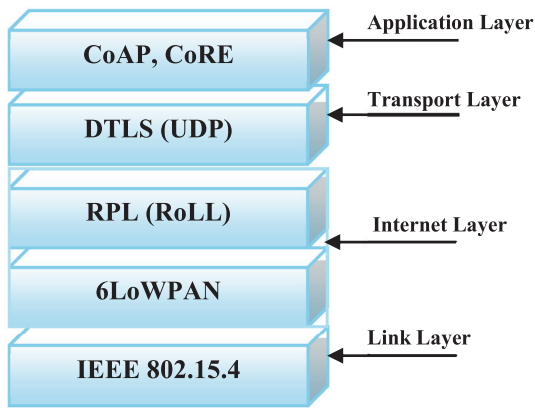 Application Layer
CoAP, CoRE
Transport Layer
DTLS (UDP)
RPL (RoLL)
Internet Layer
6LoWPAN
Link Layer
IEEE 802.15.4